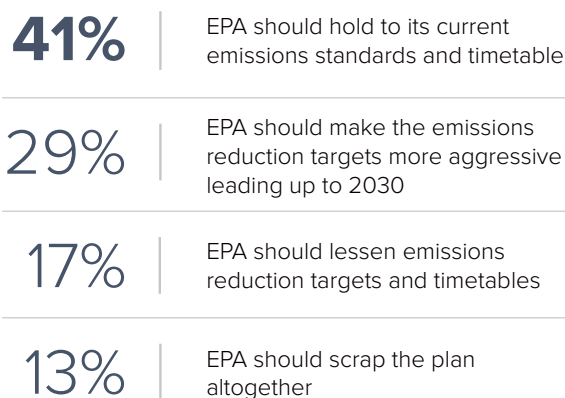 41%
EPA should hold to its current
emissions standards and timetable
29%
EPA should make the emissions
reduction targets more aggressive
leading up to 2030
17%
EPA should lessen emissions
reduction targets and timetables
13%
EPA should scrap the plan
altogether